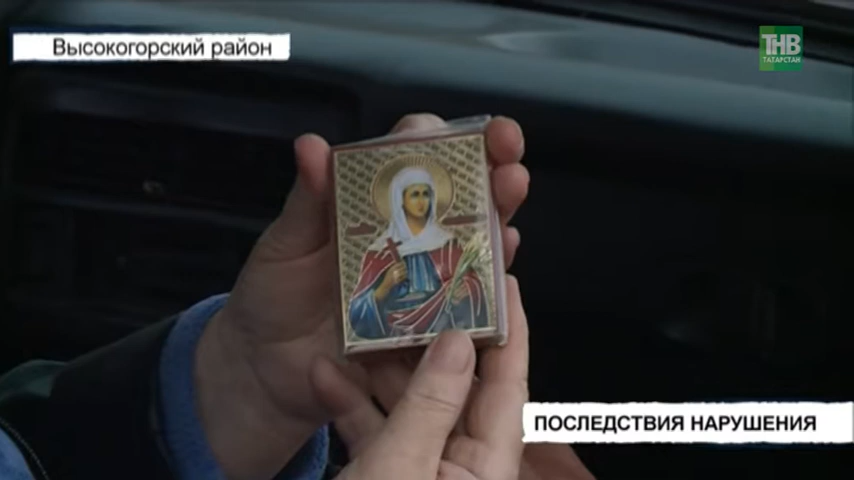 Высокогорский район
ТНВ
ТАТАРСТАН
ПОСЛЕДСТВИЯ НАРУШЕНИЯ